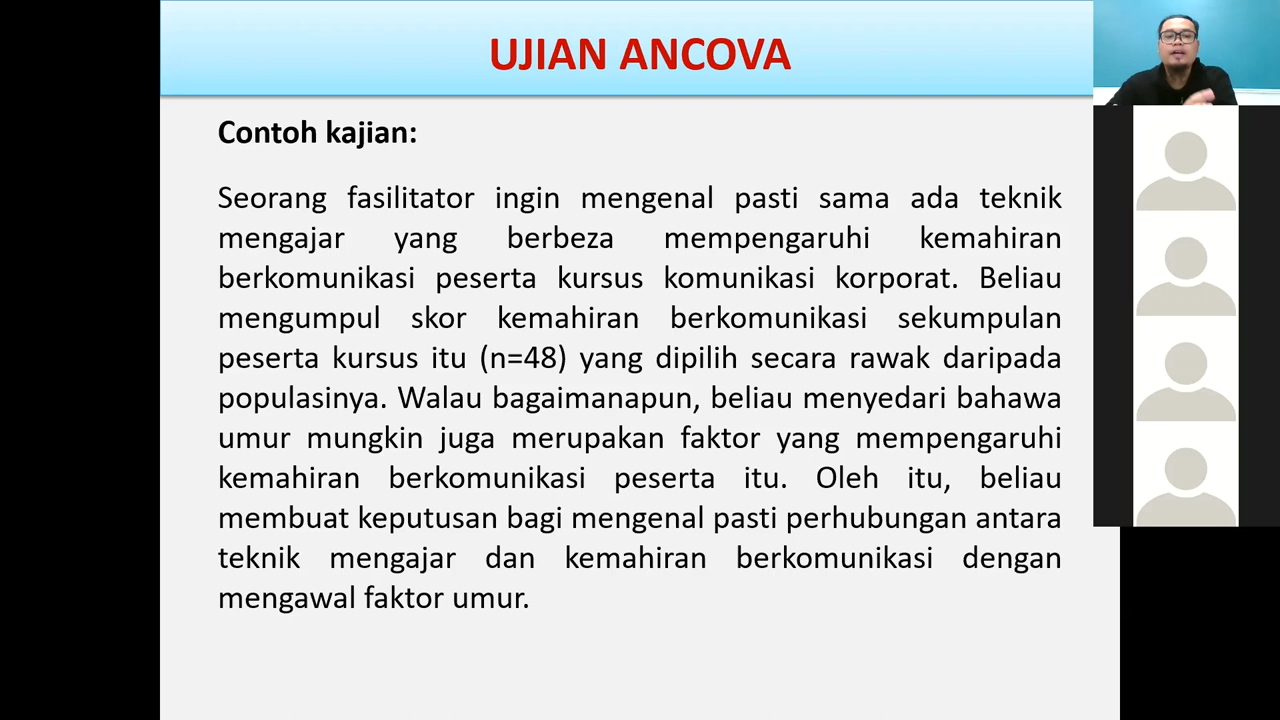 UJIAN ANCOVA
Contoh kajian:
Seorang fasilitator ingin mengenal pasti sama ada teknik
mengajar yang berbeza mempengaruhi kemahiran
berkomunikasi peserta kursus komunikasi korporat. Beliau
mengumpul skor kemahiran berkomunikasi sekumpulan
peserta kursus itu (n=48) yang dipilih secara rawak daripada
populasinya. Walau bagaimanapun, beliau menyedari bahawa
umur mungkin juga merupakan faktor yang mempengaruhi
kemahiran berkomunikasi peserta itu. Oleh itu, beliau
membuat keputusan bagi mengenal pasti perhubungan antara
teknik mengajar dan kemahiran berkomunikasi dengan
mengawal faktor umur.